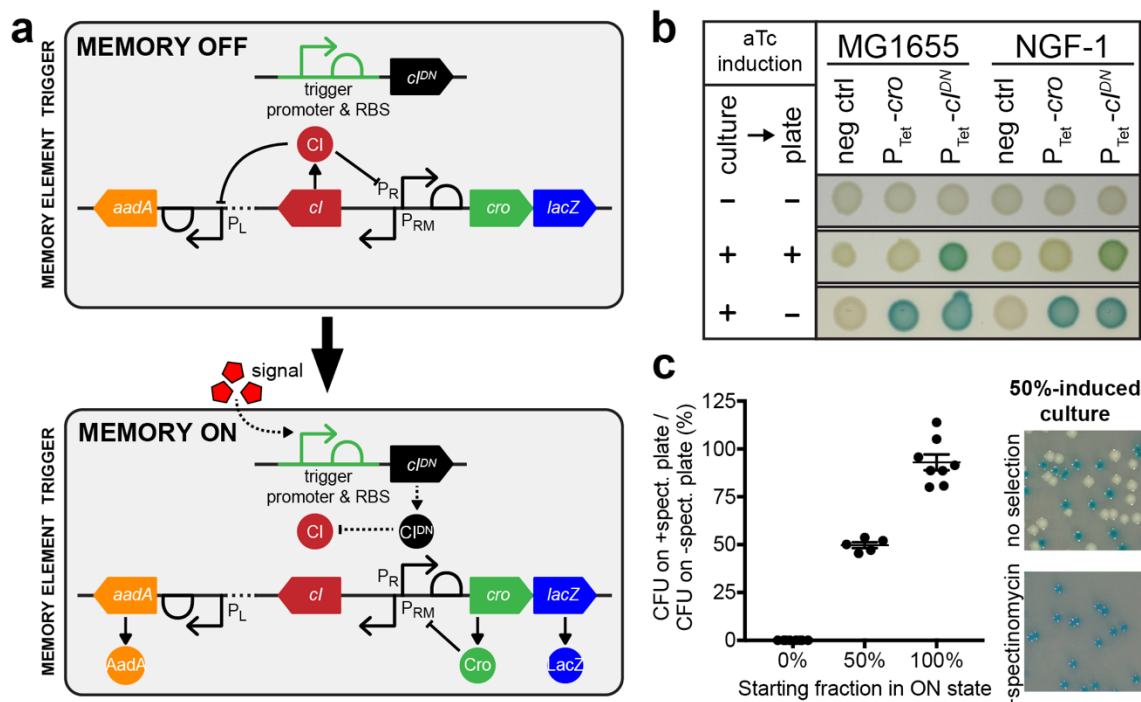 a
MEMORY OFF
cI^DN
trigger
promoter & RBS
CI
P_R
aadA
cI
cro
lacZ
P_L
P_RM
MEMORY ELEMENT TRIGGER
signal
MEMORY ON
cI^DN
trigger
promoter & RBS
CI
CI^DN
P_R
aadA
cI
cro
lacZ
P_L
P_RM
AadA
Cro
LacZ
MEMORY ELEMENT TRIGGER
b
aTc
induction
culture → plate
MG1655
NGF-1
neg ctrl
P_Tet-cro
P_Tet-cI^DN
neg ctrl
P_Tet-cro
P_Tet-cI^DN
− −
+ +
+ −
c
CFU on +spect. plate /
CFU on -spect. plate (%)
125
100
75
50
25
0
0% 50% 100%
Starting fraction in ON state
50%-induced
culture
no selection
-spectinomycin